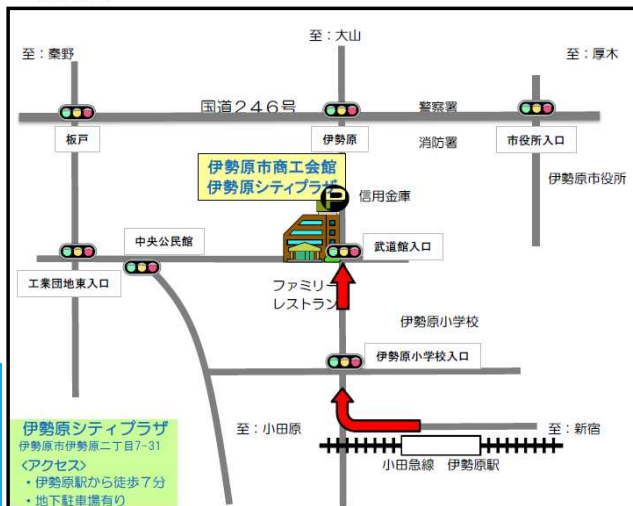 至：大山
至：秦野
至：厚木
国道２４６号
警察署
板戸
伊勢原
消防署
市役所入口
伊勢原市商工会館
伊勢原シティプラザ
伊勢原市役所
P
信用金庫
中央公民館
武道館入口
工業団地東入口
ファミリー
レストラン
伊勢原小学校
伊勢原小学校入口
伊勢原シティプラザ
伊勢原市伊勢原二丁目7-31
<アクセス>
・伊勢原駅から徒歩７分
・地下駐車場有り
至：小田原
至：新宿
小田急線
伊勢原駅